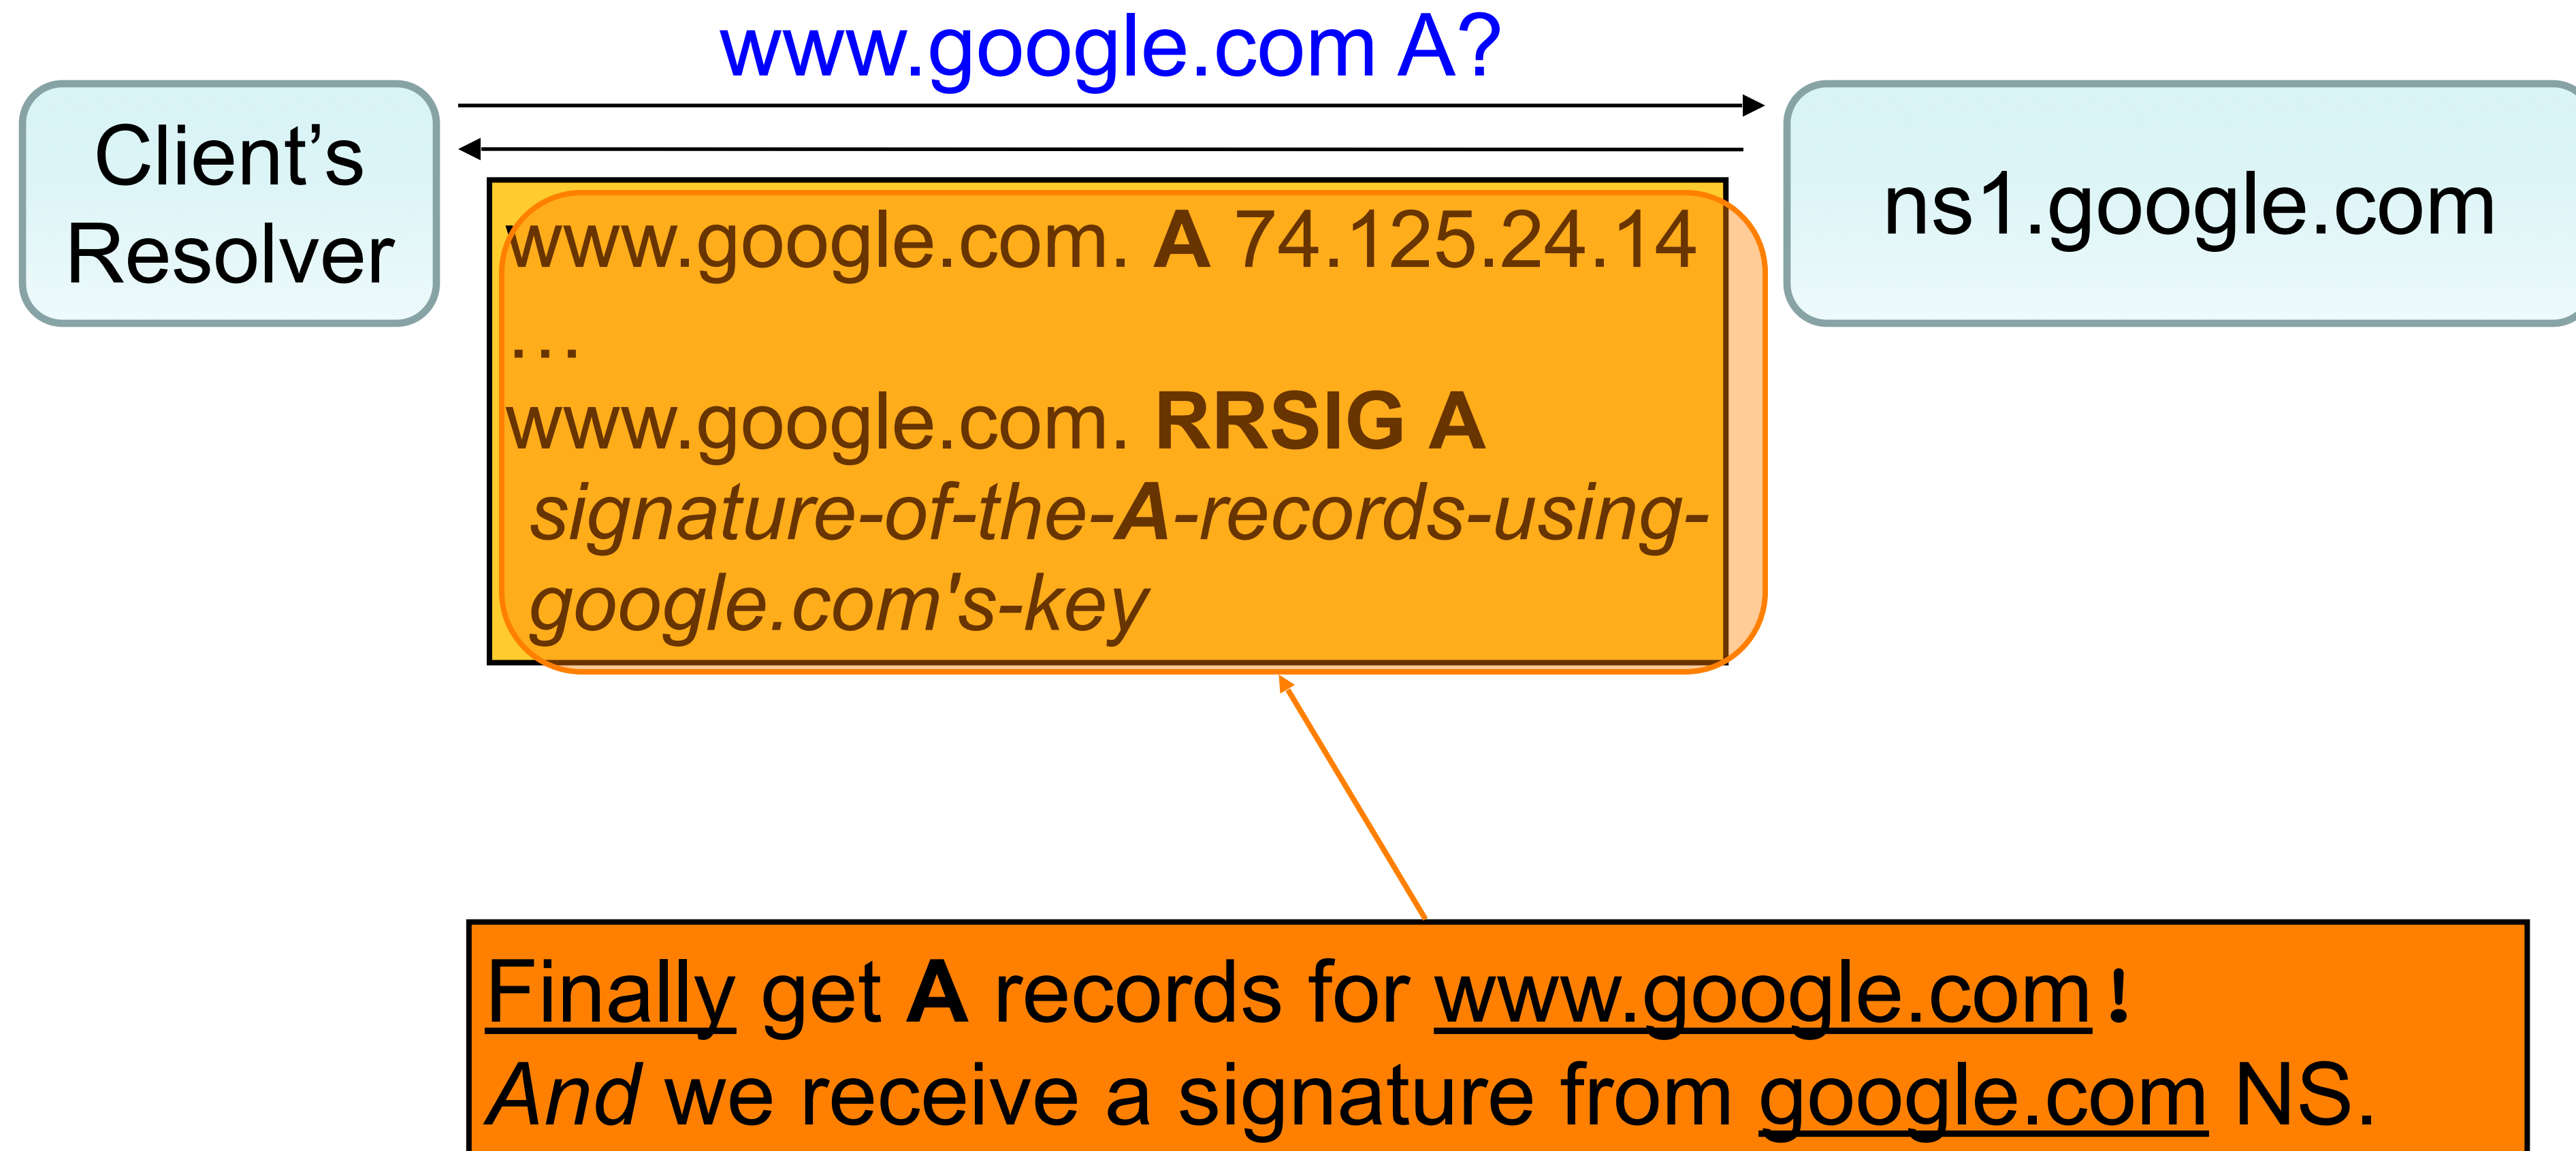 www.google.com A?
Client’s
Resolver
ns1.google.com
www.google.com. A 74.125.24.14
…
www.google.com. RRSIG A
signature-of-the-A-records-using-
google.com's-key
Finally get A records for www.google.com!
And we receive a signature from google.com NS.